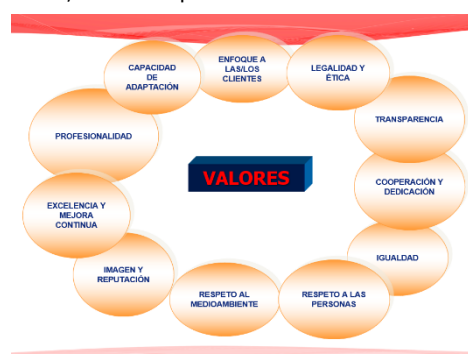 ENFOQUE A
LAS/LOS
CLIENTES
LEGALIDAD Y
ÉTICA
TRANSPARENCIA
COOPERACIÓN Y
DEDICACIÓN
IGUALDAD
RESPETO A LAS
PERSONAS
RESPETO AL
MEDIOAMBIENTE
IMAGEN Y
REPUTACIÓN
EXCELENCIA Y
MEJORA
CONTINUA
PROFESIONALIDAD
CAPACIDAD
DE
ADAPTACIÓN
VALORES